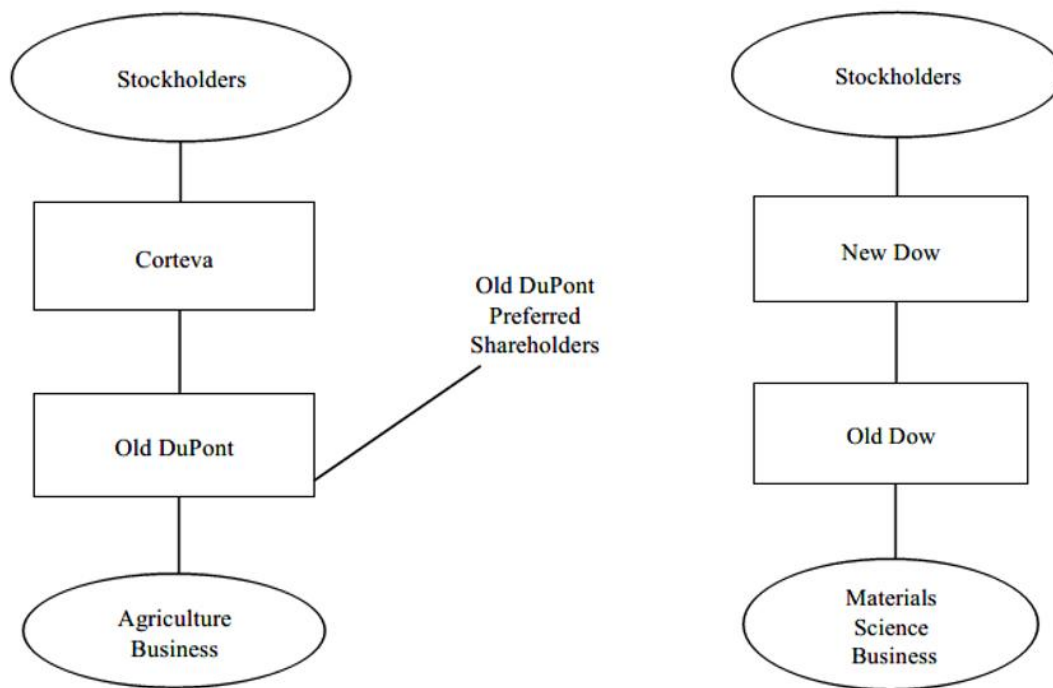 Stockholders
Corteva
Old DuPont
Preferred
Shareholders
Old DuPont
Agriculture
Business
Stockholders
New Dow
Old Dow
Materials
Science
Business